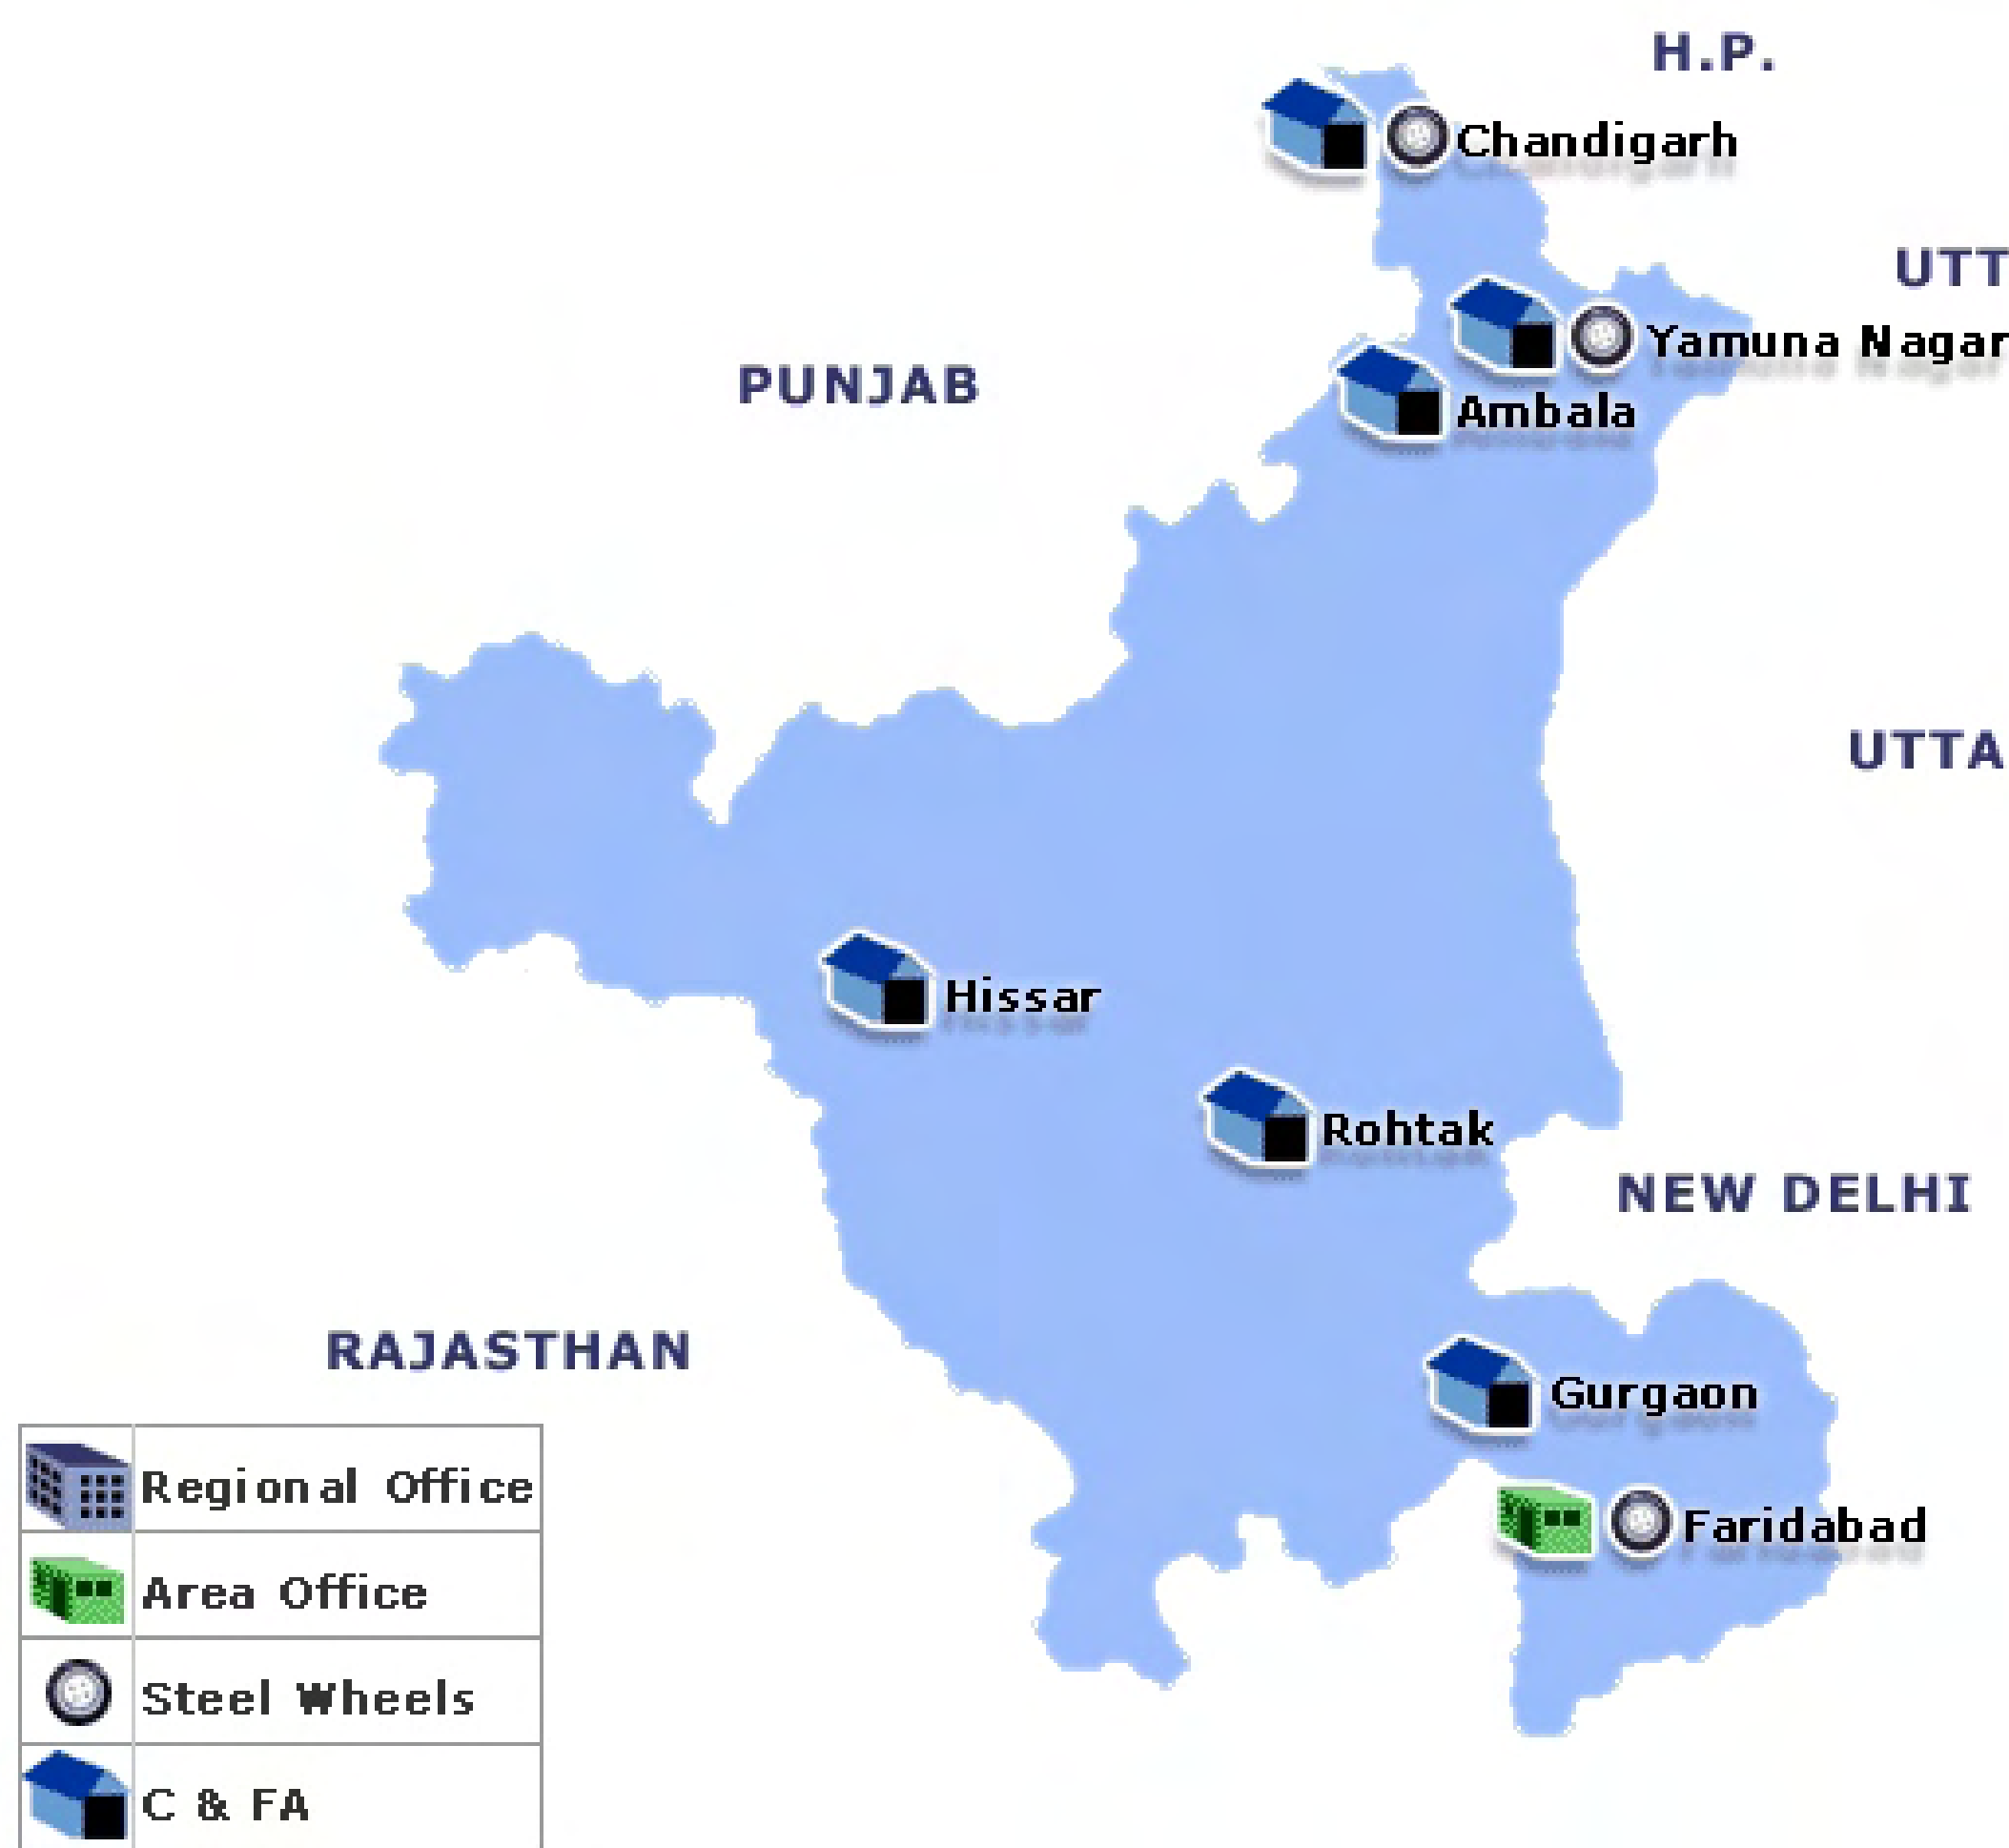 H.P.
Chandigarh
UTT
Yamuna Nagar
PUNJAB
Ambala
UTTA
Hissar
Rohtak
NEW DELHI
RAJASTHAN
Gurgaon
Faridabad
Regional Office
Area Office
Steel Wheels
C & FA